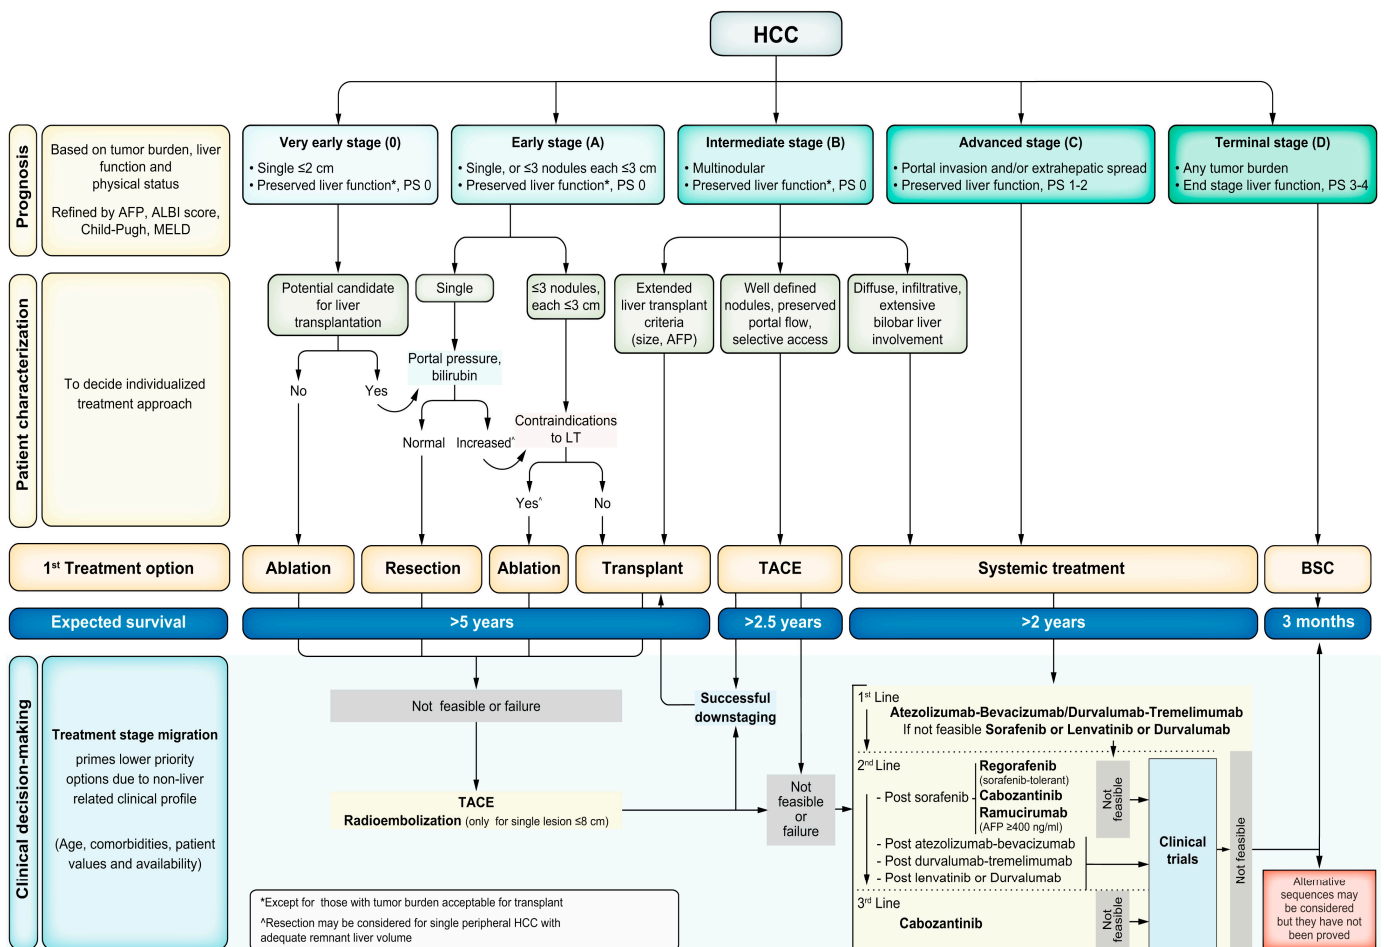 HCC
Prognosis
Based on tumor burden, liver
function and
physical status
Refined by AFP, ALBI score,
Child-Pugh, MELD
Very early stage (0)
• Single ≤2 cm
• Preserved liver function*, PS 0
Early stage (A)
• Single, or ≤3 nodules each ≤3 cm
• Preserved liver function*, PS 0
Intermediate stage (B)
• Multinodular
• Preserved liver function*, PS 0
Advanced stage (C)
• Portal invasion and/or extrahepatic spread
• Preserved liver function, PS 1-2
Terminal stage (D)
• Any tumor burden
• End stage liver function, PS 3-4
Patient characterization
To decide individualized
treatment approach
Potential candidate
for liver
transplantation
Single
≤3 nodules,
each ≤3 cm
Extended
liver transplant
criteria
(size, AFP)
Well defined
nodules, preserved
portal flow,
selective access
Diffuse, infiltrative,
extensive
bilobar liver
involvement
No
Yes
Portal pressure,
bilirubin
Normal
Increased^
Contraindications
to LT
Yes^
No
1st Treatment option
Ablation
Resection
Ablation
Transplant
TACE
Systemic treatment
BSC
Expected survival
>5 years
>2.5 years
>2 years
3 months
Clinical decision-making
Treatment stage migration
primes lower priority
options due to non-liver
related clinical profile
(Age, comorbidities, patient
values and availability)
Not feasible or failure
TACE
Radioembolization (only for single lesion ≤8 cm)
Successful
downstaging
Not
feasible
or
failure
1st Line
Atezolizumab-Bevacizumab/Durvalumab-Tremelimumab
If not feasible Sorafenib or Lenvatinib or Durvalumab
2nd Line
- Post sorafenib
Regorafenib
(sorafenib-tolerant)
Cabozantinib
Ramucirumab
(AFP ≥400 ng/ml)
- Post atezolizumab-bevacizumab
- Post durvalumab-tremelimumab
- Post lenvatinib or Durvalumab
3rd Line
Cabozantinib
Not
feasible
Not
feasible
Clinical
trials
Not feasible
Alternative
sequences may
be considered
but they have not
been proved
*Except for those with tumor burden acceptable for transplant
^Resection may be considered for single peripheral HCC with
adequate remnant liver volume